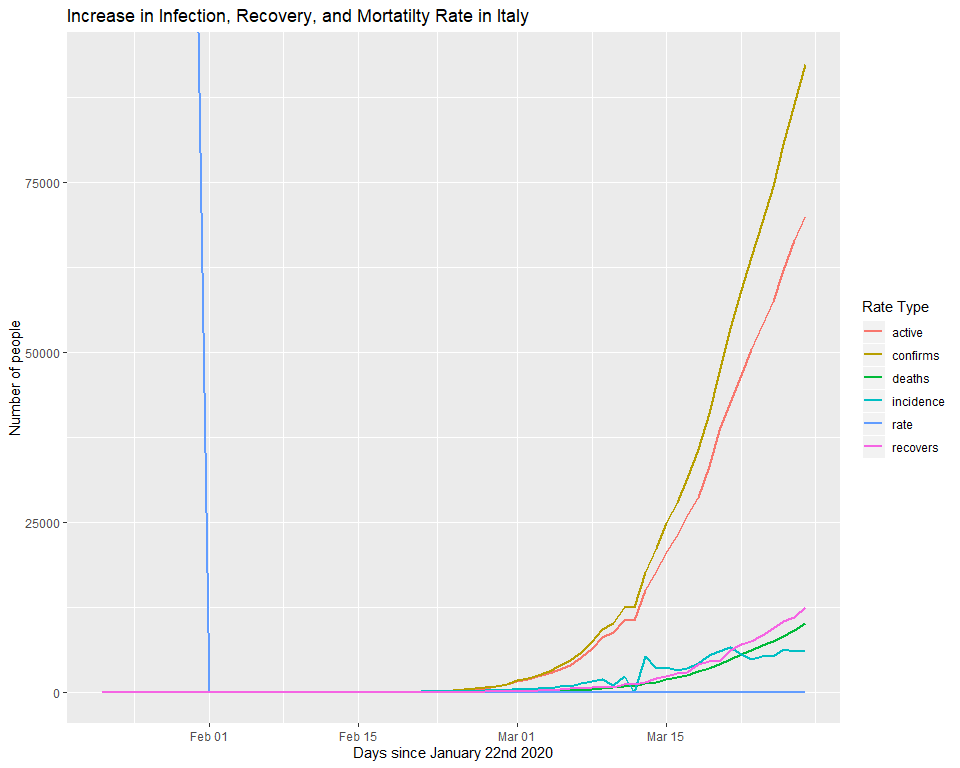 Increase in Infection, Recovery, and Mortatilty Rate in Italy
75000
50000
25000
0
Number of people
Feb 01
Feb 15
Mar 01
Mar 15
Days since January 22nd 2020
Rate Type
active
confirms
deaths
incidence
rate
recovers